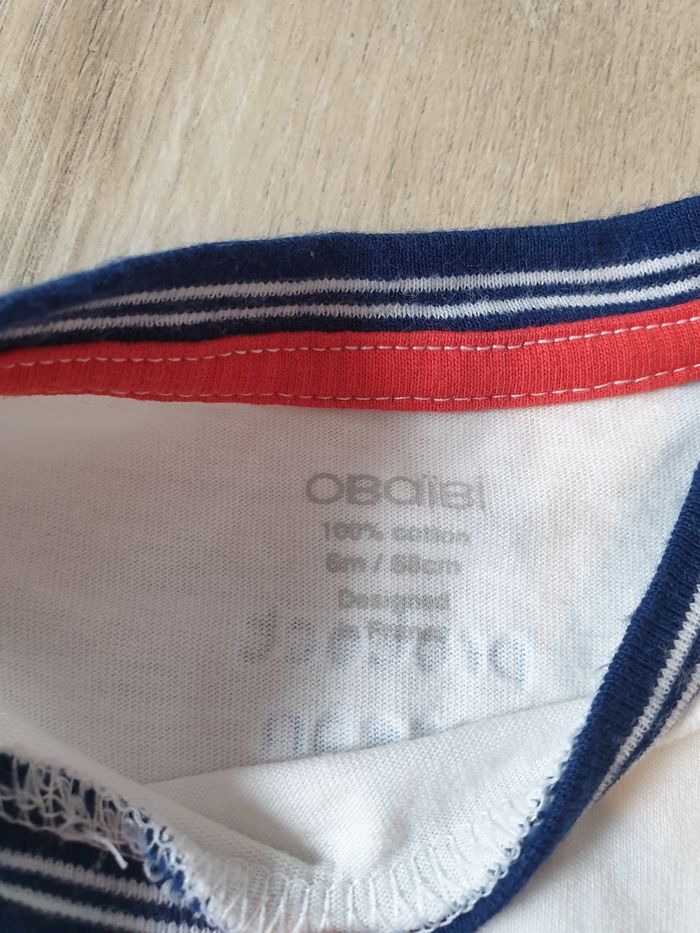 OBaïBi
100% cotton
6m / 68cm
Designed
in France